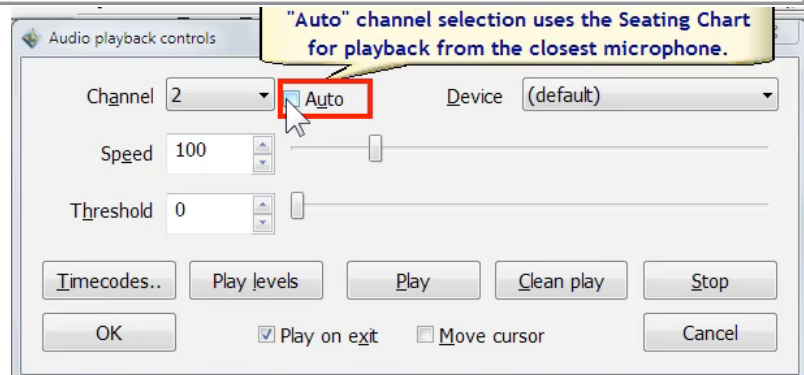 "Auto" channel selection uses the Seating Chart
for playback from the closest microphone.
Audio playback controls
Channel 2 Auto Device (default)
Speed 100
Threshold 0
Timecodes.. Play levels Play Clean play Stop
OK Play on exit Move cursor Cancel